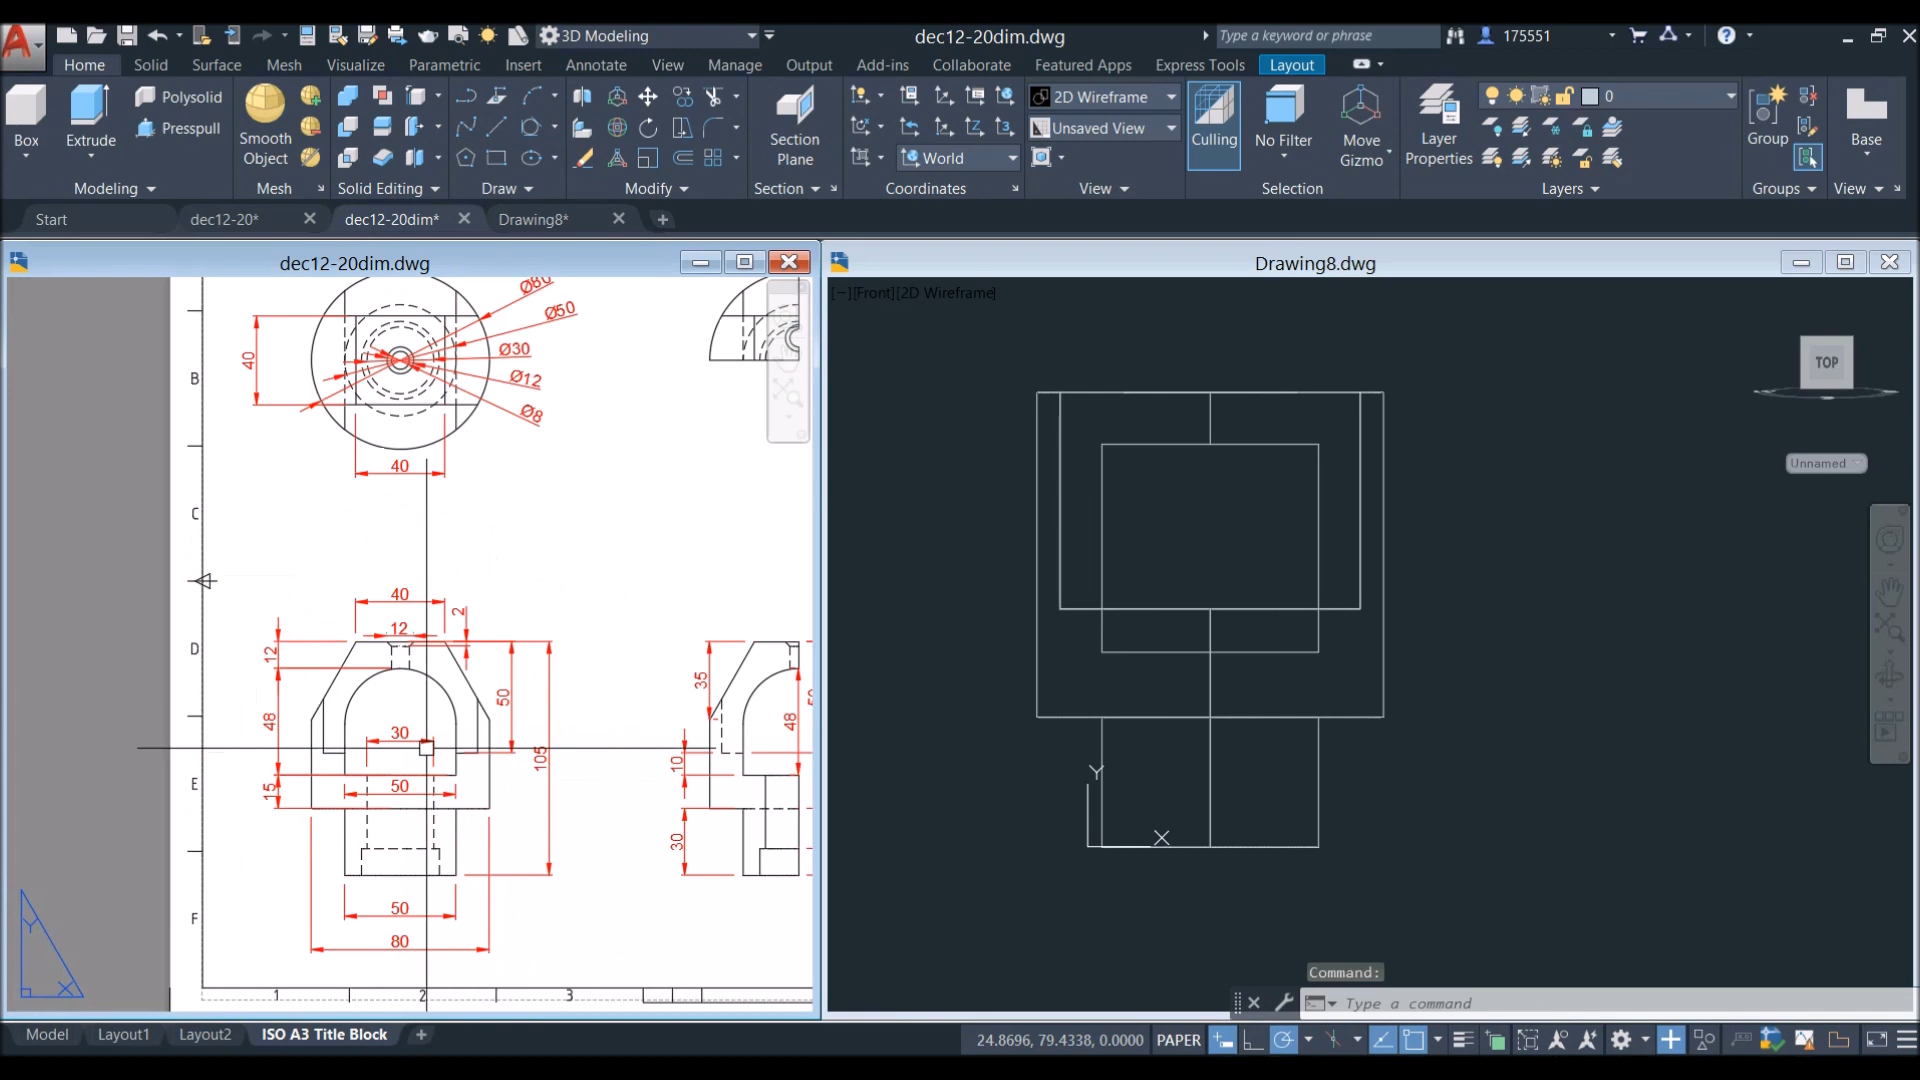 3D Modeling
dec12-20dim.dwg
Type a keyword or phrase
175551
Home Solid Surface Mesh Visualize Parametric Insert Annotate View Manage Output Add-ins Collaborate Featured Apps Express Tools Layout
Box
Extrude
Polysolid
Presspull
Smooth
Object
Section
Plane
2D Wireframe
Unsaved View
World
Culling
No Filter
Move
Gizmo
Layer
Properties
0
Group
Base
Modeling Mesh Solid Editing Draw Modify Section Coordinates View Selection Layers Groups View
Start dec12-20* dec12-20dim* Drawing8*
dec12-20dim.dwg
Drawing8.dwg
[−][Front][2D Wireframe]
TOP
Unnamed
Ø80
Ø50
Ø30
Ø12
Ø8
40
40
B
C
D
E
F
40
12
2
12
48
15
30
50
50
105
50
80
35
10
30
48
1 2 3
Y
X
Y
X
Command:
Type a command
Model Layout1 Layout2 ISO A3 Title Block
24.8696, 79.4338, 0.0000 PAPER